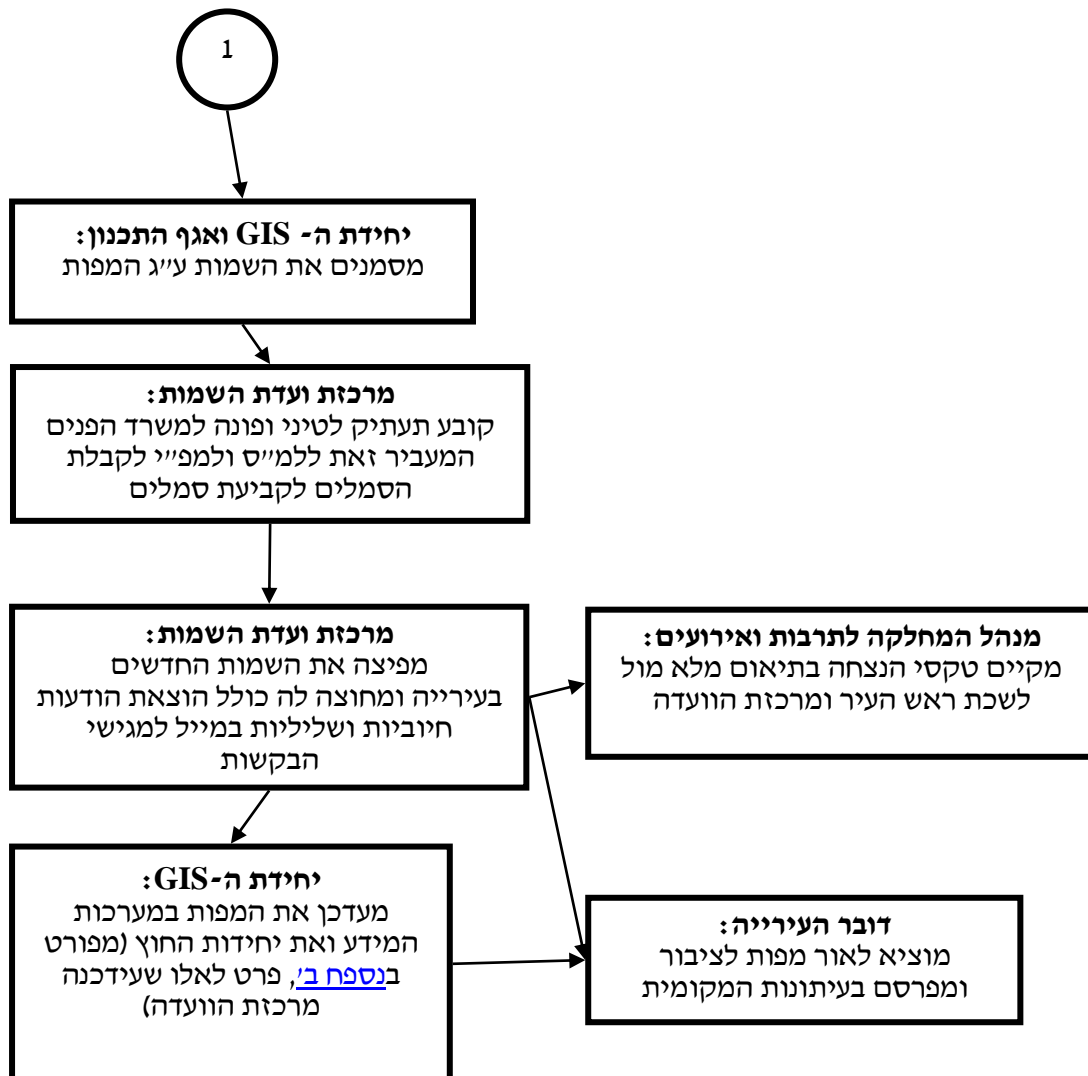 1
יחידת ה- GIS ואגף התכנון:
מסמנים את השמות ע״ג המפות
מרכזת ועדת השמות:
קובע תעתיק לטיני ופונה למשרד הפנים
המעביר זאת ללמ״ס ולמפ״י לקבלת
הסמלים לקביעת סמלים
מרכזת ועדת השמות:
מפיצה את השמות החדשים
בעירייה ומחוצה לה כולל הוצאת הודעות
חיוביות ושליליות במייל למגישי
הבקשות
מנהל המחלקה לתרבות ואירועים:
מקיים טקסי הנצחה בתיאום מלא מול
לשכת ראש העיר ומרכזת הוועדה
יחידת ה-GIS:
מעדכן את המפות במערכות
המידע ואת יחידות החוץ (מפורט
בנספח ב׳, פרט לאלו שעידכנה
מרכזת הוועדה)
דובר העירייה:
מוציא לאור מפות לציבור
ומפרסם בעיתונות המקומית